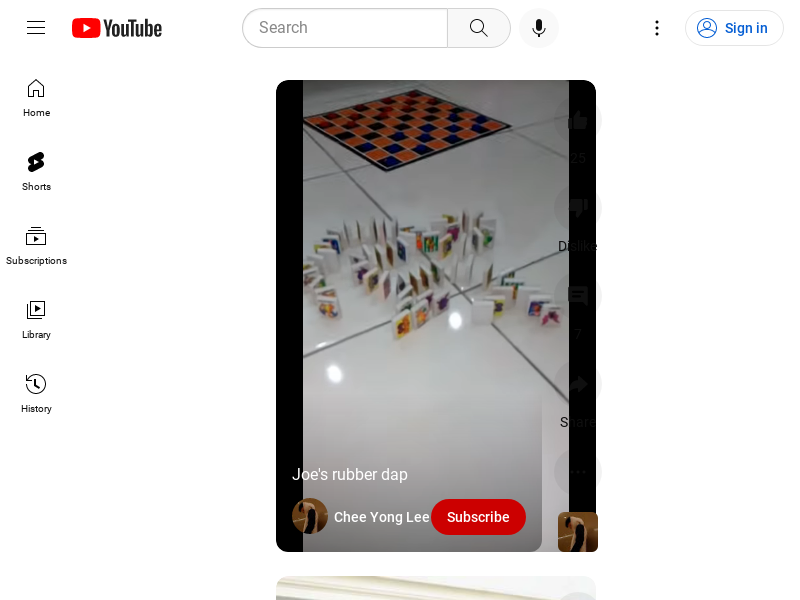 YouTube
Search
Sign in
Home
Shorts
Subscriptions
Library
History
25
Dislike
7
Share
Joe's rubber dap
Chee Yong Lee
Subscribe